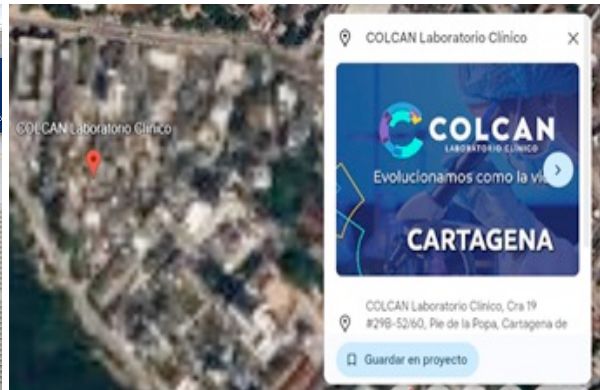 COLCAN Laboratorio Clínico
COLCAN Laboratorio Clínico
COLCAN
LABORATORIO CLÍNICO
Evolucionamos como la
CARTAGENA
COLCAN Laboratorio Clínico, Cra 19
#29B-52/60, Pie de la Popa, Cartagena de
Guardar en proyecto